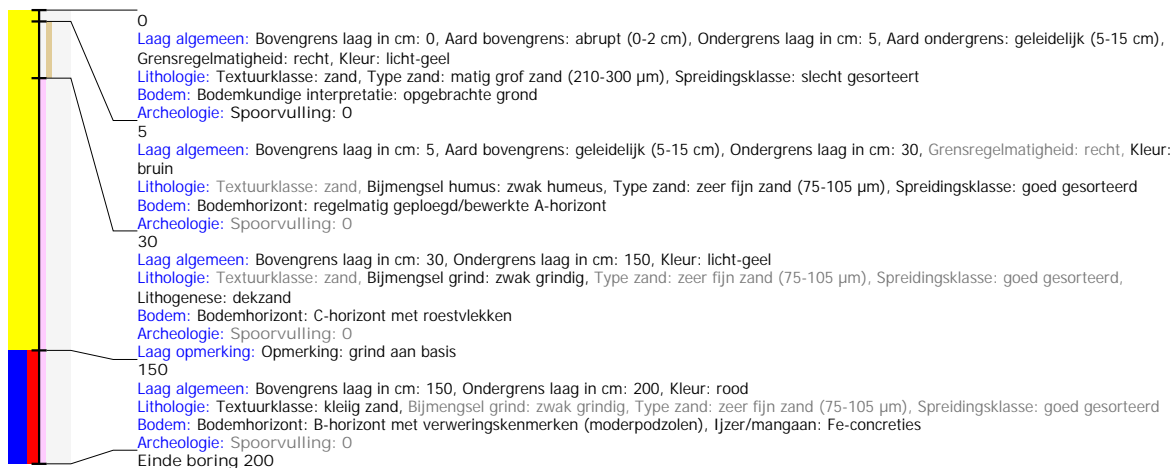 0
Laag algemeen: Bovengrens laag in cm: 0, Aard bovengrens: abrupt (0-2 cm), Ondergrens laag in cm: 5, Aard ondergrens: geleidelijk (5-15 cm),
Grensregelmatigheid: recht, Kleur: licht-geel
Lithologie: Textuurklasse: zand, Type zand: matig grof zand (210-300 µm), Spreidingsklasse: slecht gesorteert
Bodem: Bodemkundige interpretatie: opgebrachte grond
Archeologie: Spoorvulling: 0
5
Laag algemeen: Bovengrens laag in cm: 5, Aard bovengrens: geleidelijk (5-15 cm), Ondergrens laag in cm: 30, Grensregelmatigheid: recht, Kleur:
bruin
Lithologie: Textuurklasse: zand, Bijmengsel humus: zwak humeus, Type zand: zeer fijn zand (75-105 µm), Spreidingsklasse: goed gesorteert
Bodem: Bodemhorizont: regelmatig geploegd/bewerkte A-horizont
Archeologie: Spoorvulling: 0
30
Laag algemeen: Bovengrens laag in cm: 30, Ondergrens laag in cm: 150, Kleur: licht-geel
Lithologie: Textuurklasse: zand, Bijmengsel grind: zwak grindig, Type zand: zeer fijn zand (75-105 µm), Spreidingsklasse: goed gesorteerd,
Lithogenese: dekzand
Bodem: Bodemhorizont: C-horizont met roestvlekken
Archeologie: Spoorvulling: 0
Laag opmerking: Opmerking: grind aan basis
150
Laag algemeen: Bovengrens laag in cm: 150, Ondergrens laag in cm: 200, Kleur: rood
Lithologie: Textuurklasse: kleiig zand, Bijmengsel grind: zwak grindig, Type zand: zeer fijn zand (75-105 µm), Spreidingsklasse: goed gesorteerd
Bodem: Bodemhorizont: B-horizont met verweringskenmerken (moderpodzolen), Ijzer/mangaan: Fe-concreties
Archeologie: Spoorvulling: 0
Einde boring 200